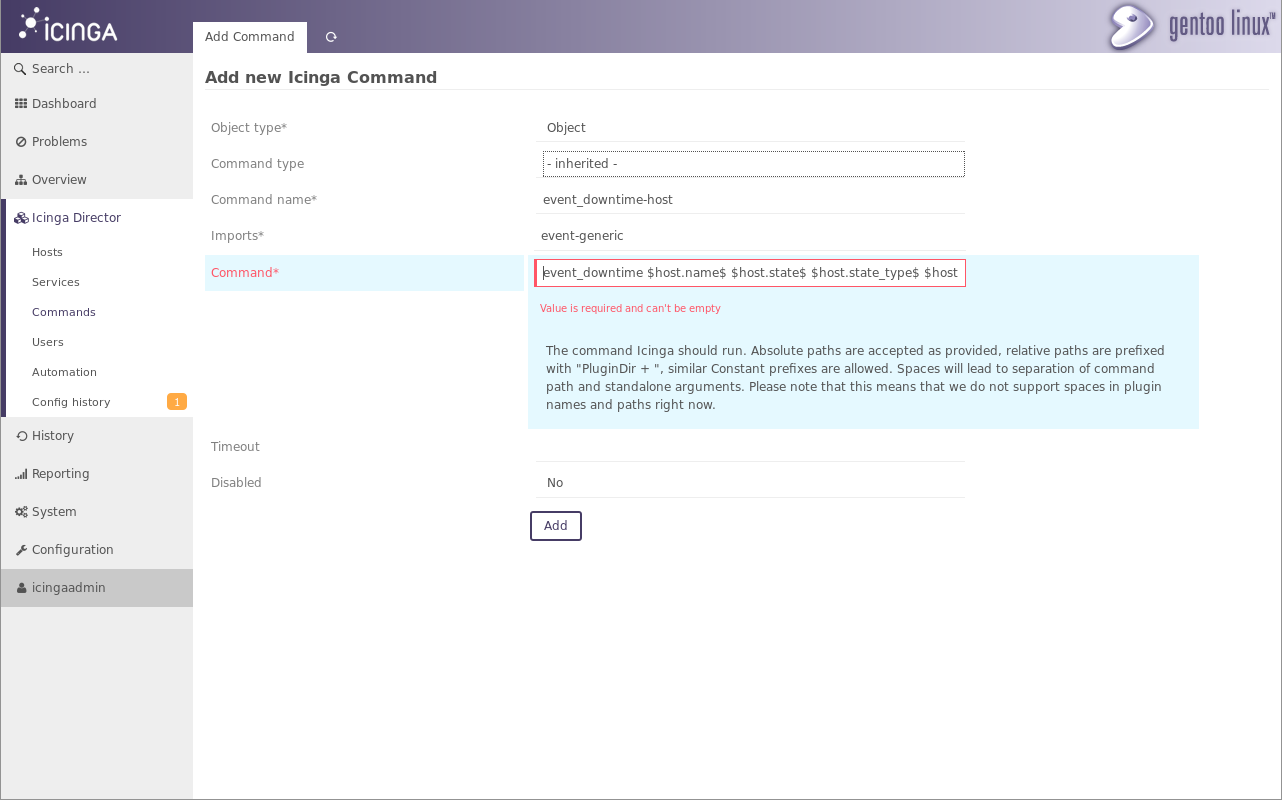 iCINGA
Add Command
gentoo linux™
Search ...
Dashboard
Problems
Overview
Icinga Director
Hosts
Services
Commands
Users
Automation
Config history 1
History
Reporting
System
Configuration
icingaadmin
Add new Icinga Command
Object type* Object
Command type - inherited -
Command name* event_downtime-host
Imports* event-generic
Command* event_downtime $host.name$ $host.state$ $host.state_type$ $host
Value is required and can't be empty
The command Icinga should run. Absolute paths are accepted as provided, relative paths are prefixed
with "PluginDir + ", similar Constant prefixes are allowed. Spaces will lead to separation of command
path and standalone arguments. Please note that this means that we do not support spaces in plugin
names and paths right now.
Timeout
Disabled No
Add